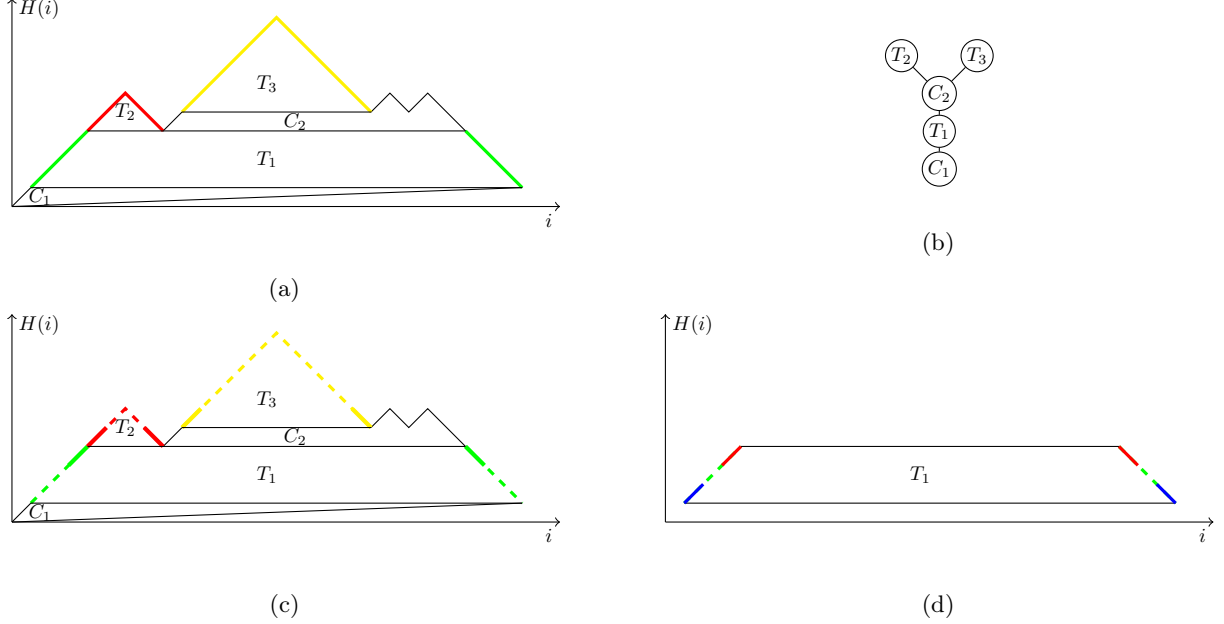 H(i)
T₃
T₂
C₂
T₁
C₁
i
(a)
T₂ T₃
C₂
T₁
C₁
(b)
H(i)
T₃
T₂
C₂
T₁
C₁
i
(c)
H(i)
T₁
i
(d)